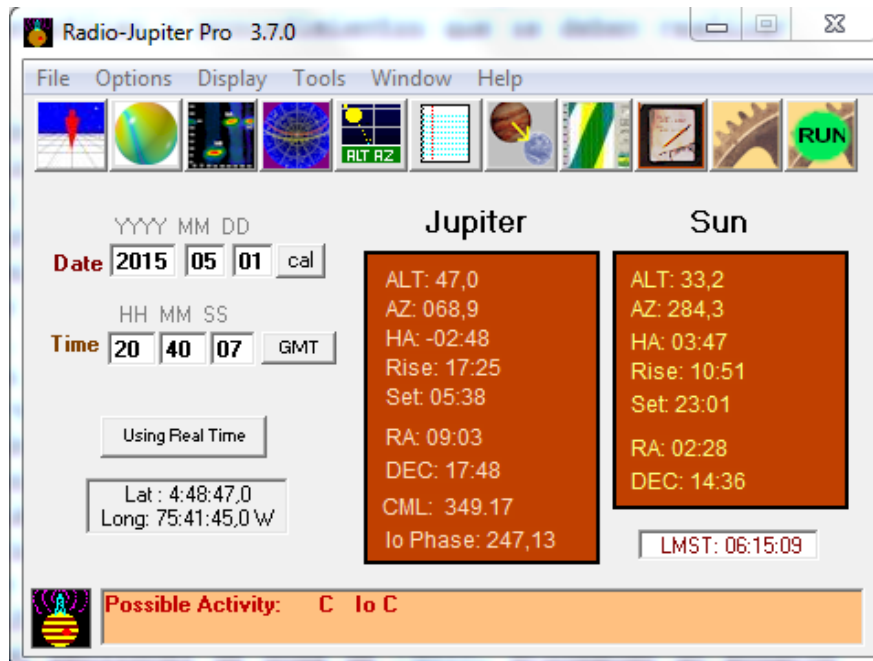 Radio-Jupiter Pro 3.7.0
File Options Display Tools Window Help
ALT AZ
RUN
YYYY MM DD
Date 2015 05 01 cal
HH MM SS
Time 20 40 07 GMT
Using Real Time
Lat : 4:48:47,0
Long: 75:41:45,0 W
Jupiter
ALT: 47,0
AZ: 068,9
HA: -02:48
Rise: 17:25
Set: 05:38
RA: 09:03
DEC: 17:48
CML: 349.17
Io Phase: 247,13
Sun
ALT: 33,2
AZ: 284,3
HA: 03:47
Rise: 10:51
Set: 23:01
RA: 02:28
DEC: 14:36
LMST: 06:15:09
Possible Activity: C Io C